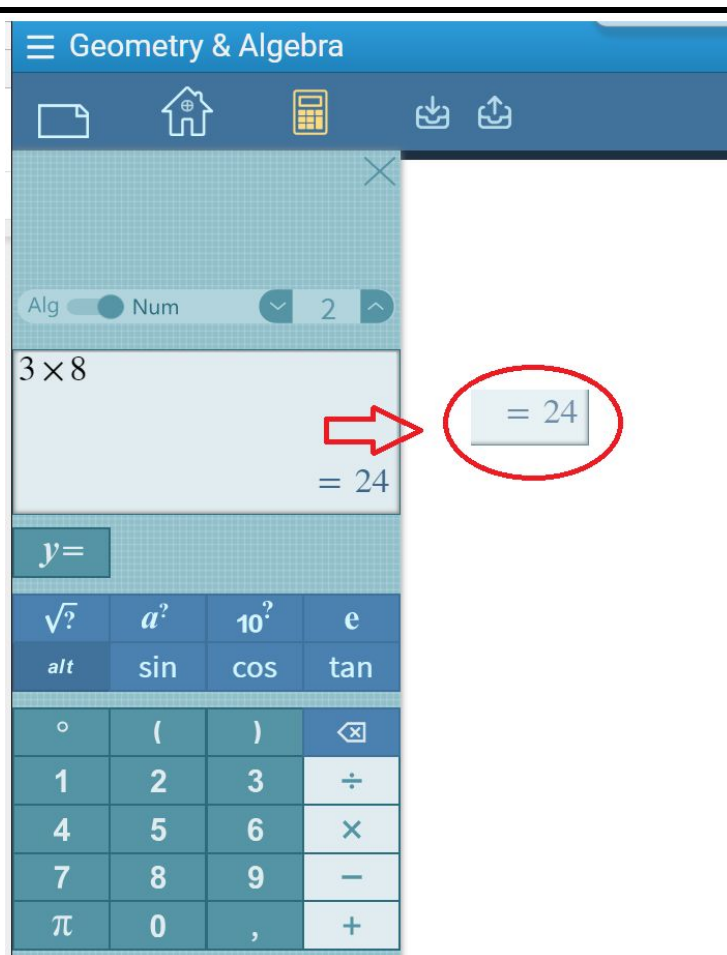 Geometry & Algebra
Alg Num 2
3 × 8
= 24
= 24
y=
√? a? 10? e
alt sin cos tan
° ( )
1 2 3 ÷
4 5 6 ×
7 8 9 −
π 0 , +